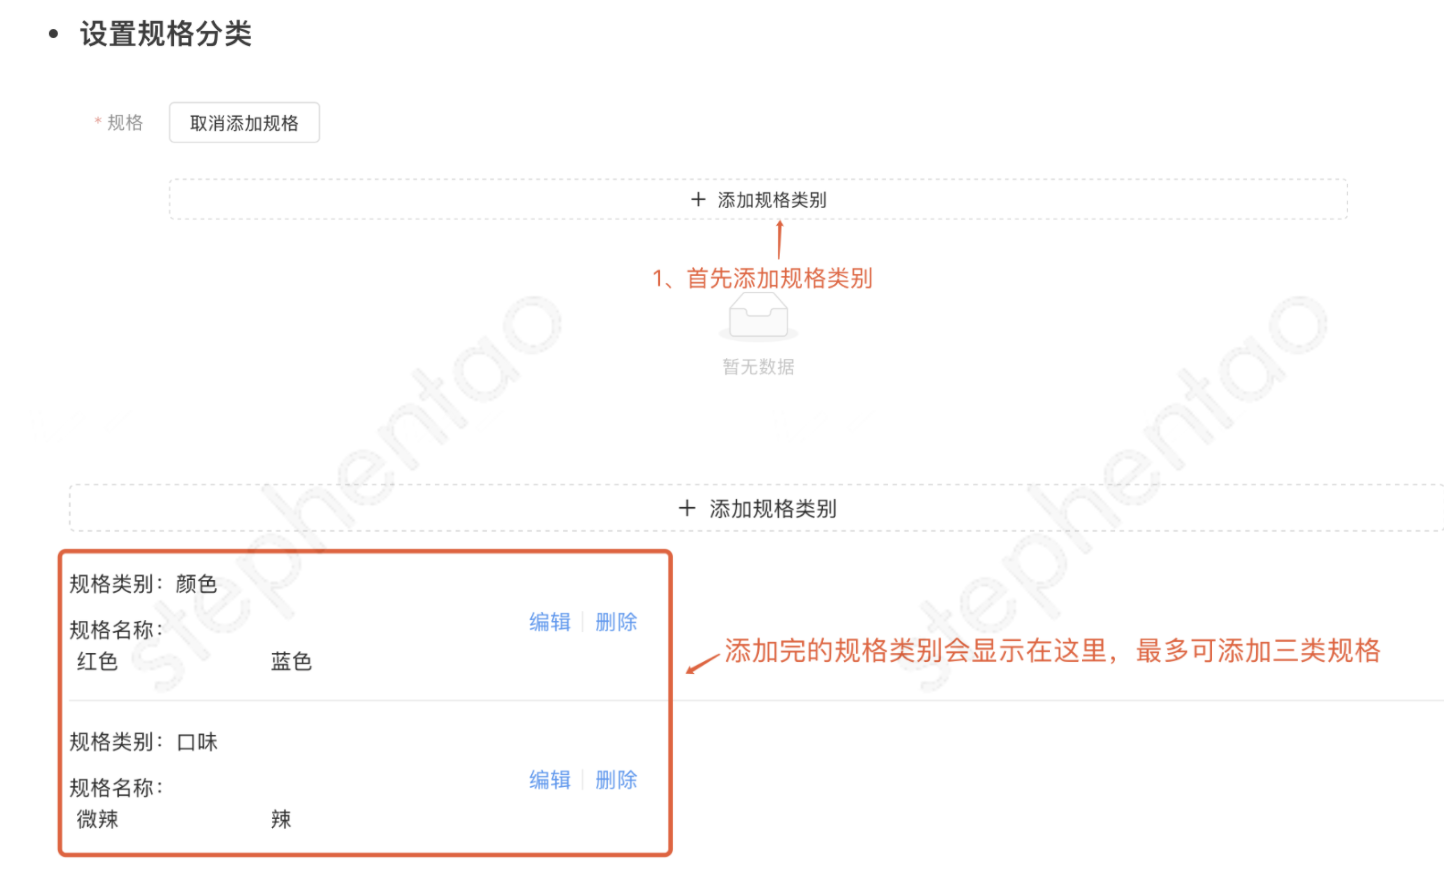 设置规格分类
* 规格 取消添加规格
+ 添加规格类别
1、首先添加规格类别
暂无数据
stephentao stephentao
+ 添加规格类别
规格类别：颜色
规格名称：
编辑 删除
红色 蓝色
添加完的规格类别会显示在这里，最多可添加三类规格
规格类别：口味
规格名称：
编辑 删除
微辣 辣